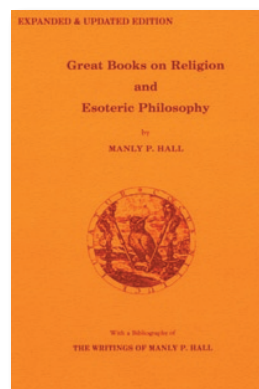 EXPANDED & UPDATED EDITION
Great Books on Religion
and
Esoteric Philosophy
by
MANLY P. HALL
With a Bibliography of
THE WRITINGS OF MANLY P. HALL